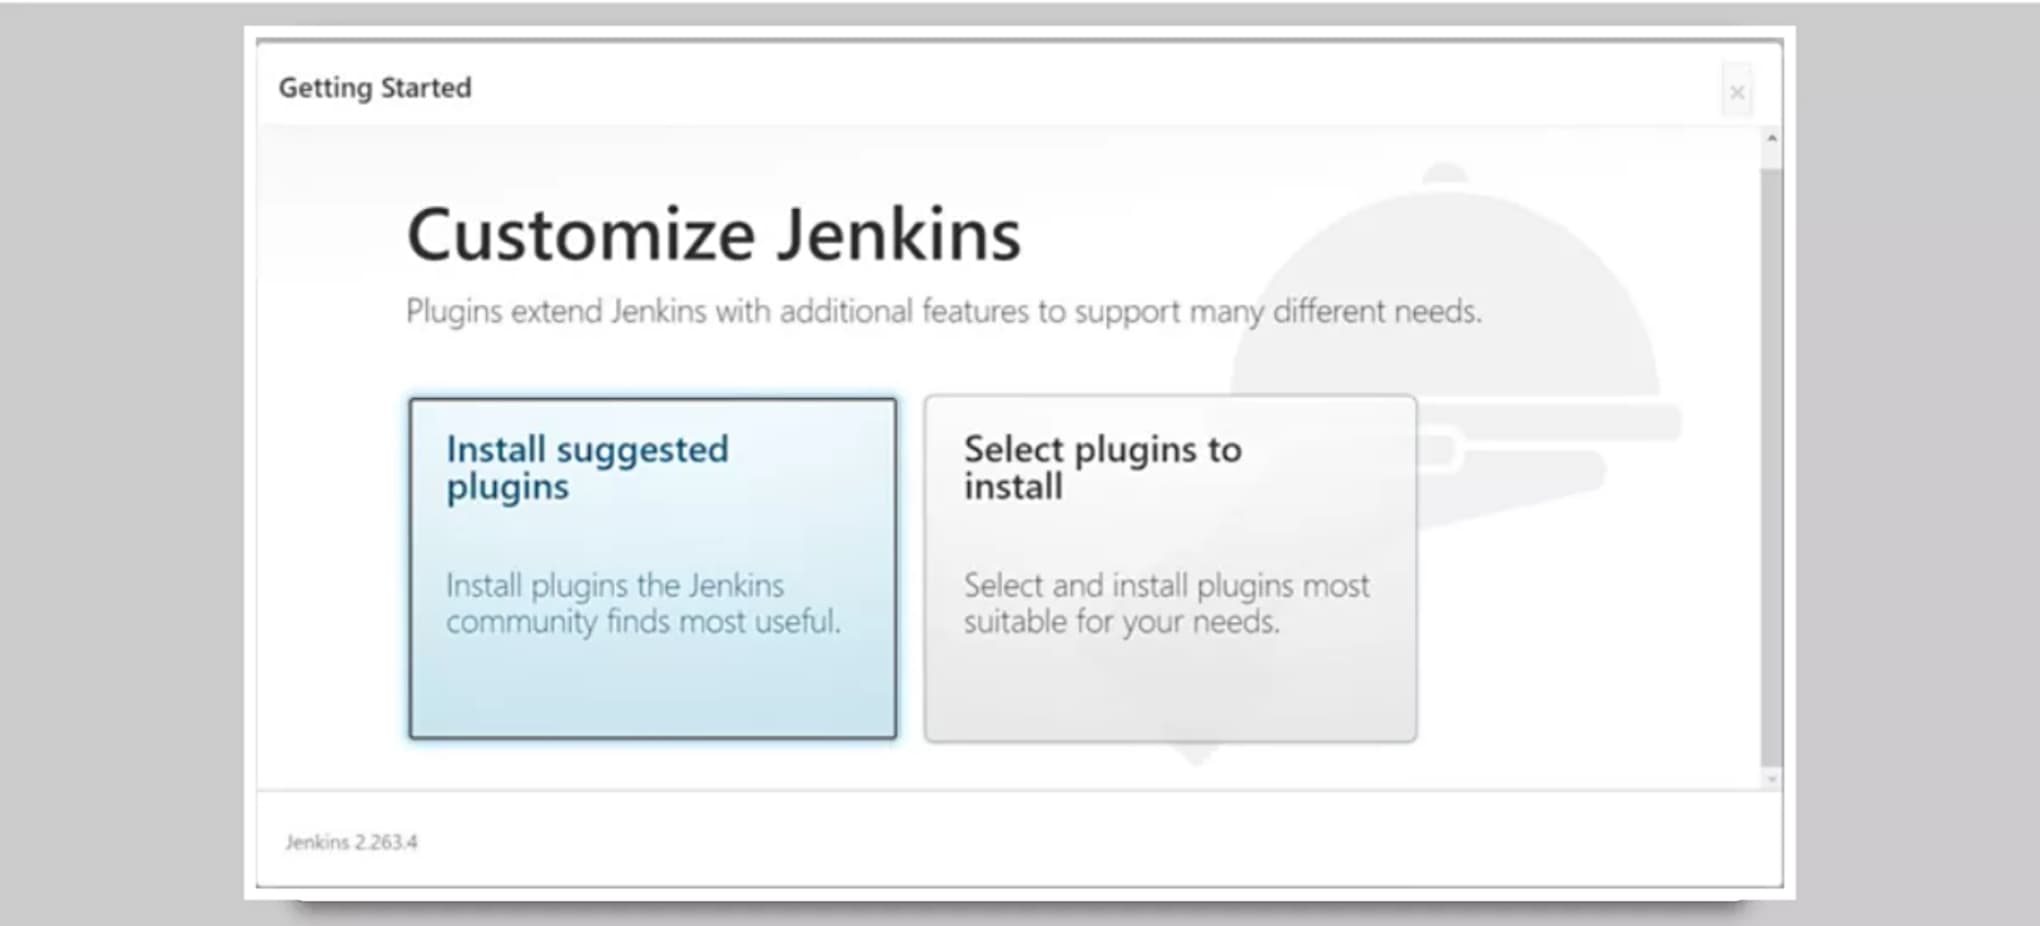 Getting Started
×
Customize Jenkins
Plugins extend Jenkins with additional features to support many different needs.
Install suggested
plugins
Install plugins the Jenkins
community finds most useful.
Select plugins to
install
Select and install plugins most
suitable for your needs.
Jenkins 2.263.4